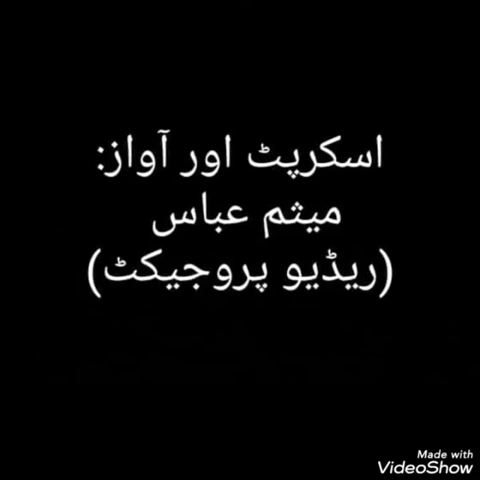 اسکرپٹ اور آواز:
میثم عباس
(ریڈیو پروجیکٹ)
Made with
VideoShow